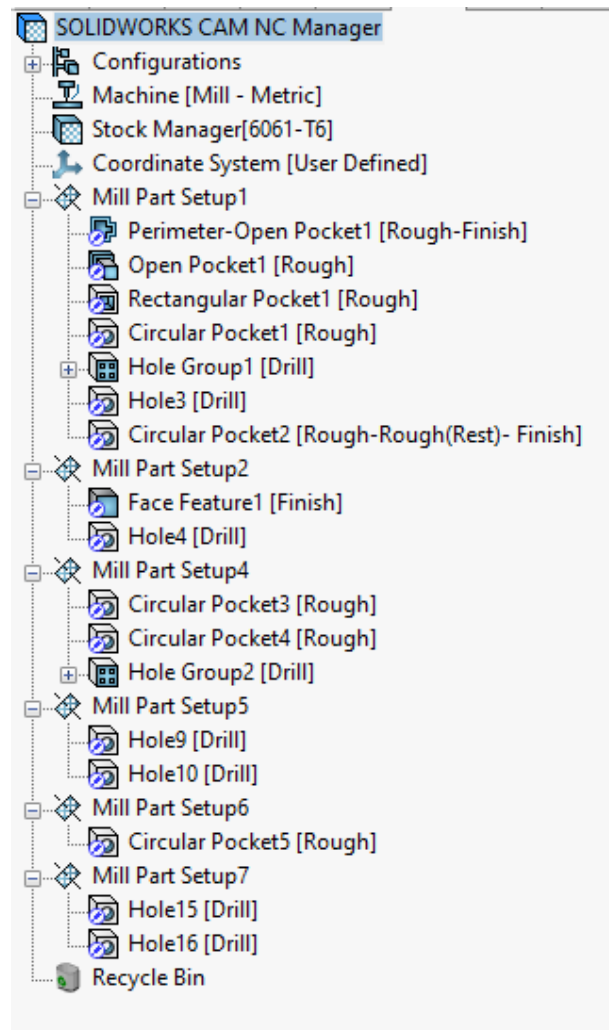 SOLIDWORKS CAM NC Manager
Configurations
Machine [Mill - Metric]
Stock Manager[6061-T6]
Coordinate System [User Defined]
Mill Part Setup1
Perimeter-Open Pocket1 [Rough-Finish]
Open Pocket1 [Rough]
Rectangular Pocket1 [Rough]
Circular Pocket1 [Rough]
Hole Group1 [Drill]
Hole3 [Drill]
Circular Pocket2 [Rough-Rough(Rest)- Finish]
Mill Part Setup2
Face Feature1 [Finish]
Hole4 [Drill]
Mill Part Setup4
Circular Pocket3 [Rough]
Circular Pocket4 [Rough]
Hole Group2 [Drill]
Mill Part Setup5
Hole9 [Drill]
Hole10 [Drill]
Mill Part Setup6
Circular Pocket5 [Rough]
Mill Part Setup7
Hole15 [Drill]
Hole16 [Drill]
Recycle Bin